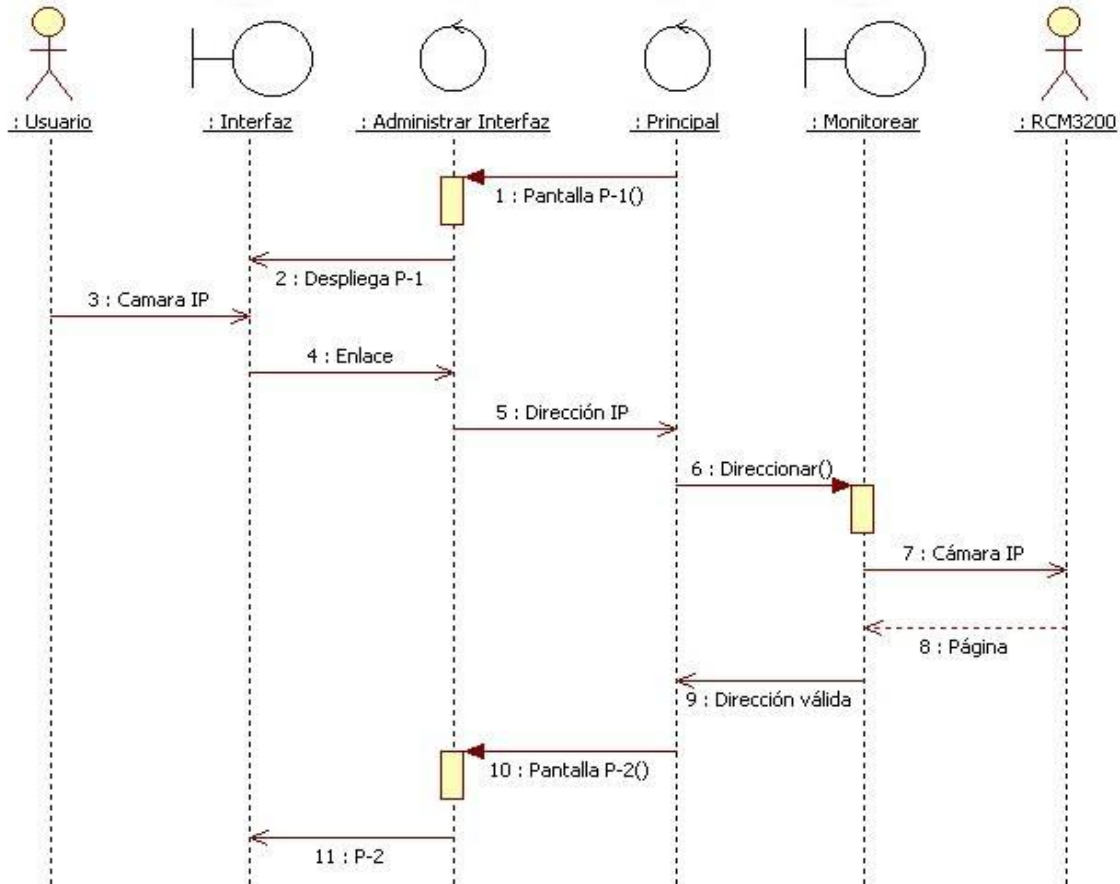 : Usuario
: Interfaz
: Administrar Interfaz
: Principal
: Monitorear
: RCM3200
1 : Pantalla P-1()
2 : Despliega P-1
3 : Camara IP
4 : Enlace
5 : Dirección IP
6 : Direccionar()
7 : Cámara IP
8 : Página
9 : Dirección válida
10 : Pantalla P-2()
11 : P-2